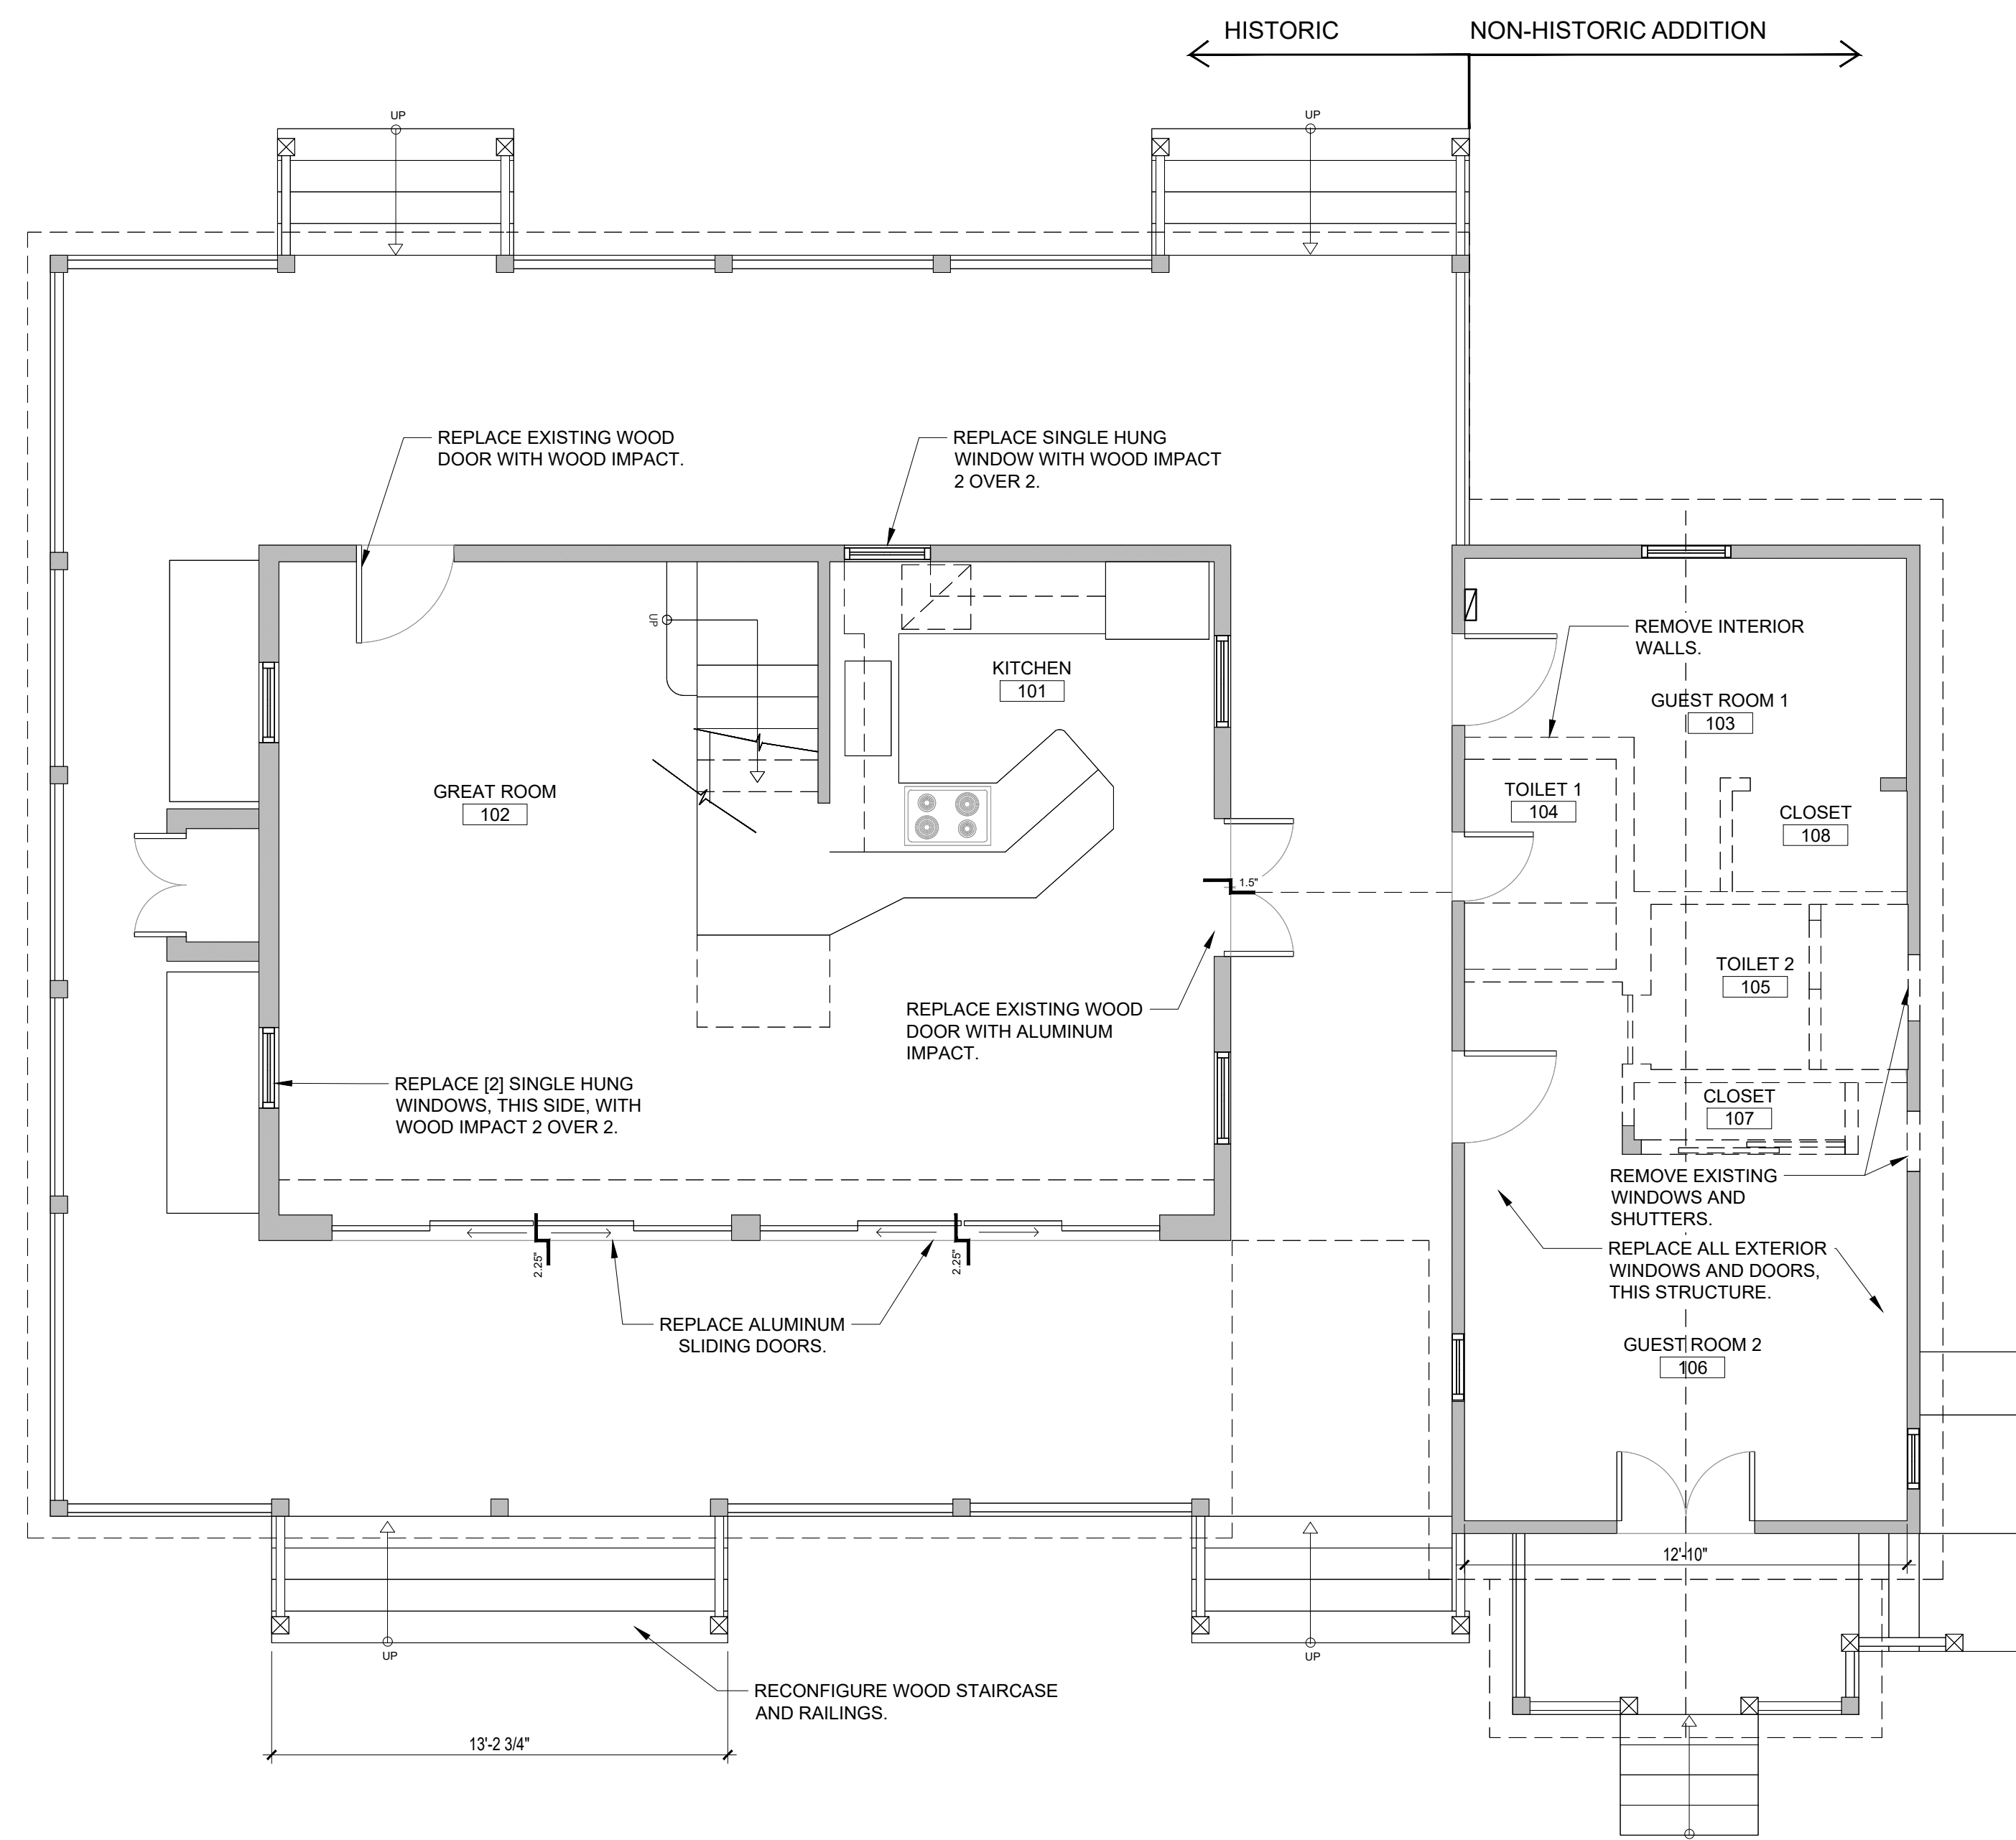 HISTORIC NON-HISTORIC ADDITION
UP
UP
REPLACE EXISTING WOOD
DOOR WITH WOOD IMPACT.
REPLACE SINGLE HUNG
WINDOW WITH WOOD IMPACT
2 OVER 2.
UP
KITCHEN
101
GREAT ROOM
102
REMOVE INTERIOR
WALLS.
GUEST ROOM 1
103
TOILET 1
104
CLOSET
108
1.5"
TOILET 2
105
REPLACE EXISTING WOOD
DOOR WITH ALUMINUM
IMPACT.
REPLACE [2] SINGLE HUNG
WINDOWS, THIS SIDE, WITH
WOOD IMPACT 2 OVER 2.
CLOSET
107
REMOVE EXISTING
WINDOWS AND
SHUTTERS.
REPLACE ALL EXTERIOR
WINDOWS AND DOORS,
THIS STRUCTURE.
2.25"
2.25"
REPLACE ALUMINUM
SLIDING DOORS.
GUEST ROOM 2
106
12'-10"
UP
UP
RECONFIGURE WOOD STAIRCASE
AND RAILINGS.
13'-2 3/4"